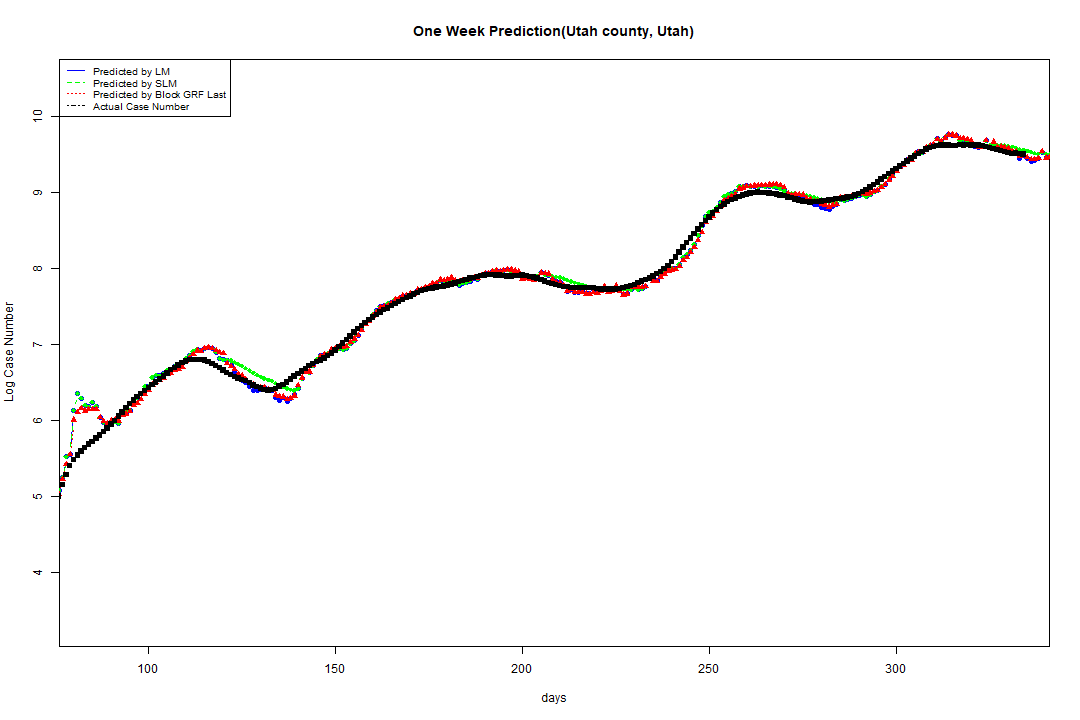 One Week Prediction(Utah county, Utah)
Predicted by LM
Predicted by SLM
Predicted by Block GRF Last
Actual Case Number
10
9
8
7
6
5
4
Log Case Number
100 150 200 250 300
days